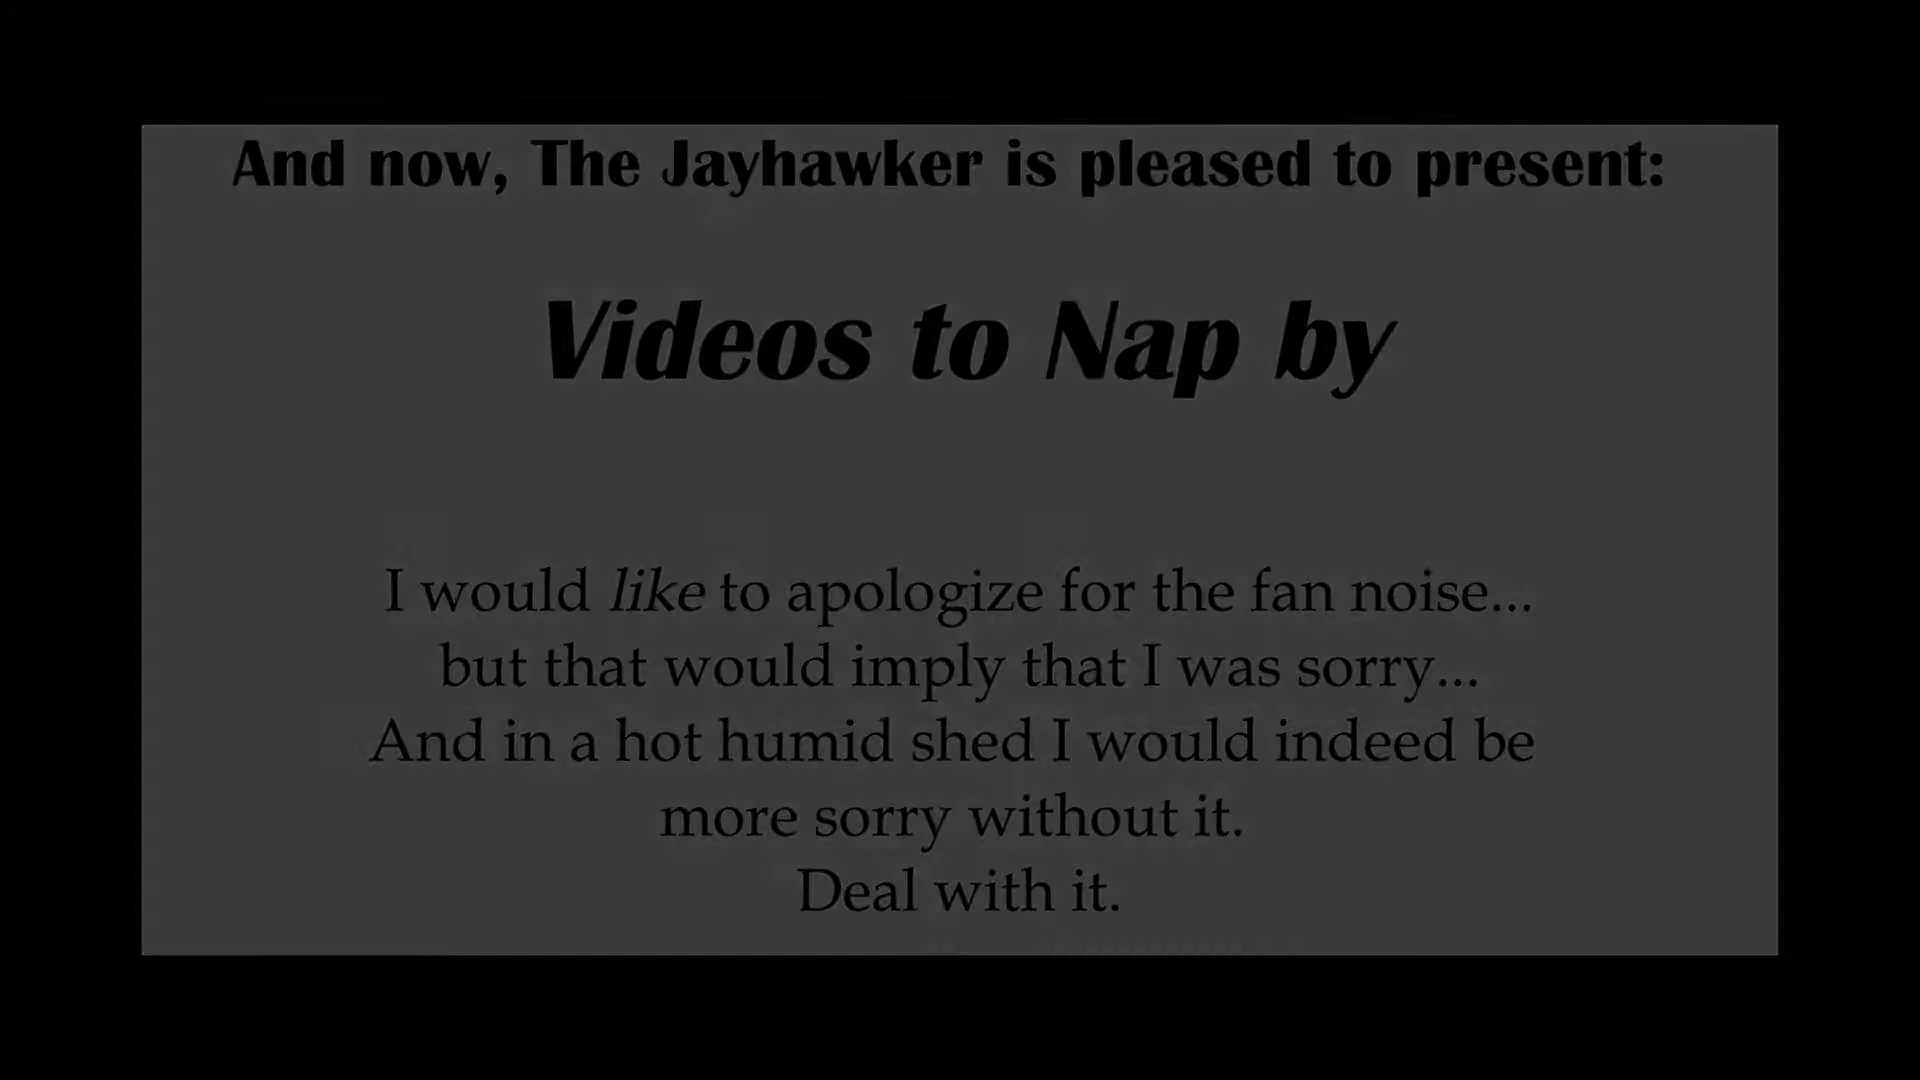 And now, The Jayhawker is pleased to present:
Videos to Nap by
I would like to apologize for the fan noise...
but that would imply that I was sorry...
And in a hot humid shed I would indeed be
more sorry without it.
Deal with it.